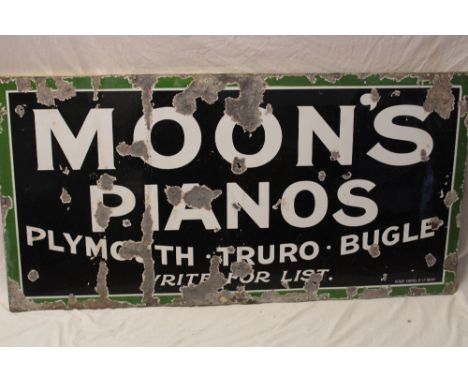 MOON'S
PIANOS
PLYMOUTH · TRURO · BUGLE
WRITE FOR LIST.